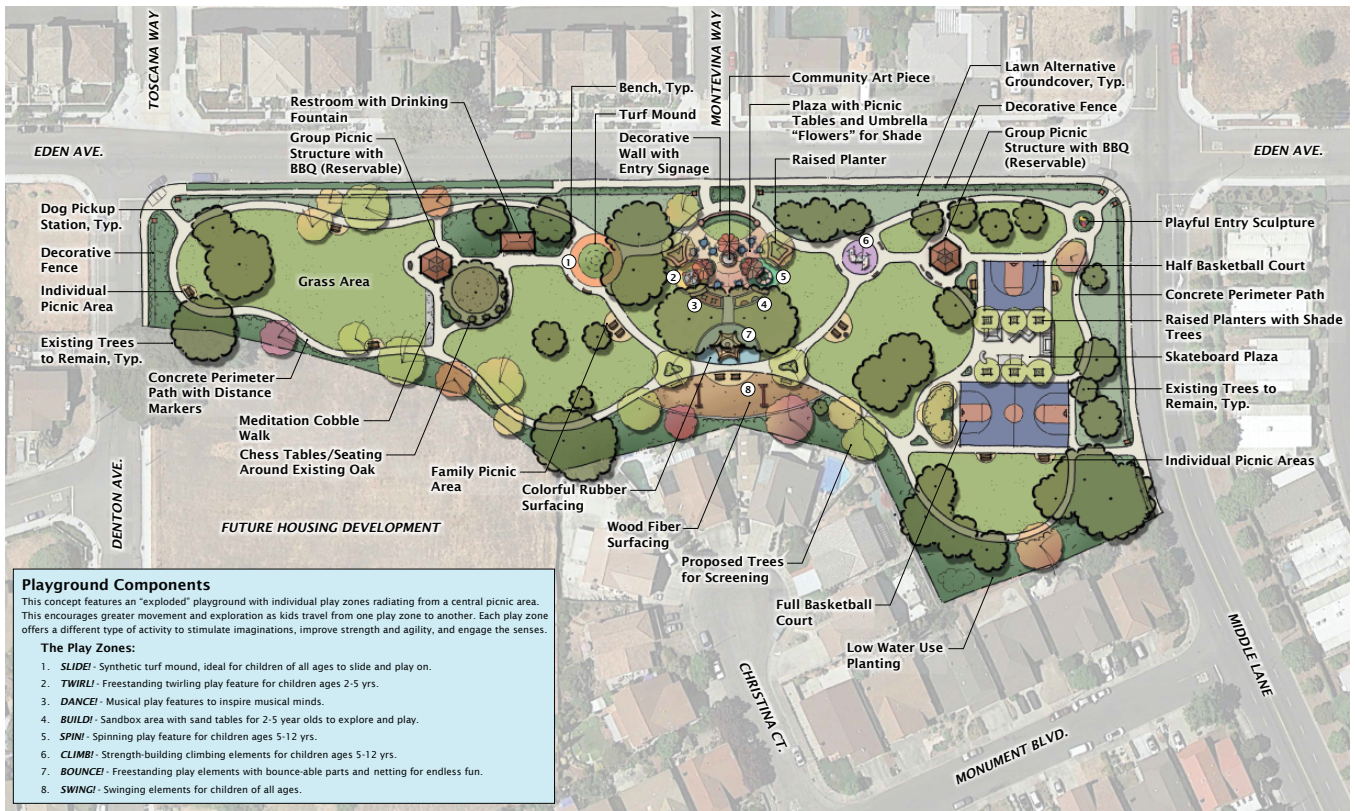 TOSCANA WAY
MONTEVINA WAY
EDEN AVE.
EDEN AVE.
DENTON AVE.
CHRISTINA CT.
MONUMENT BLVD.
MIDDLE LANE
FUTURE HOUSING DEVELOPMENT
Restroom with Drinking
Fountain
Group Picnic
Structure with
BBQ (Reservable)
Bench, Typ.
Turf Mound
Decorative
Wall with
Entry Signage
Community Art Piece
Plaza with Picnic
Tables and Umbrella
“Flowers” for Shade
Raised Planter
Lawn Alternative
Groundcover, Typ.
Decorative Fence
Group Picnic
Structure with BBQ
(Reservable)
Dog Pickup
Station, Typ.
Decorative
Fence
Individual
Picnic Area
Existing Trees
to Remain, Typ.
Concrete Perimeter
Path with Distance
Markers
Meditation Cobble
Walk
Chess Tables/Seating
Around Existing Oak
Grass Area
Family Picnic
Area
Colorful Rubber
Surfacing
Wood Fiber
Surfacing
Proposed Trees
for Screening
Full Basketball
Court
Low Water Use
Planting
Playful Entry Sculpture
Half Basketball Court
Concrete Perimeter Path
Raised Planters with Shade
Trees
Skateboard Plaza
Existing Trees to
Remain, Typ.
Individual Picnic Areas
1
2
3
4
5
6
7
8
Playground Components
This concept features an “exploded” playground with individual play zones radiating from a central picnic area.
This encourages greater movement and exploration as kids travel from one play zone to another. Each play zone
offers a different type of activity to stimulate imaginations, improve strength and agility, and engage the senses.
The Play Zones:
1. SLIDE! - Synthetic turf mound, ideal for children of all ages to slide and play on.
2. TWIRL! - Freestanding twirling play feature for children ages 2-5 yrs.
3. DANCE! - Musical play features to inspire musical minds.
4. BUILD! - Sandbox area with sand tables for 2-5 year olds to explore and play.
5. SPIN! - Spinning play feature for children ages 5-12 yrs.
6. CLIMB! - Strength-building climbing elements for children ages 5-12 yrs.
7. BOUNCE! - Freestanding play elements with bounce-able parts and netting for endless fun.
8. SWING! - Swinging elements for children of all ages.